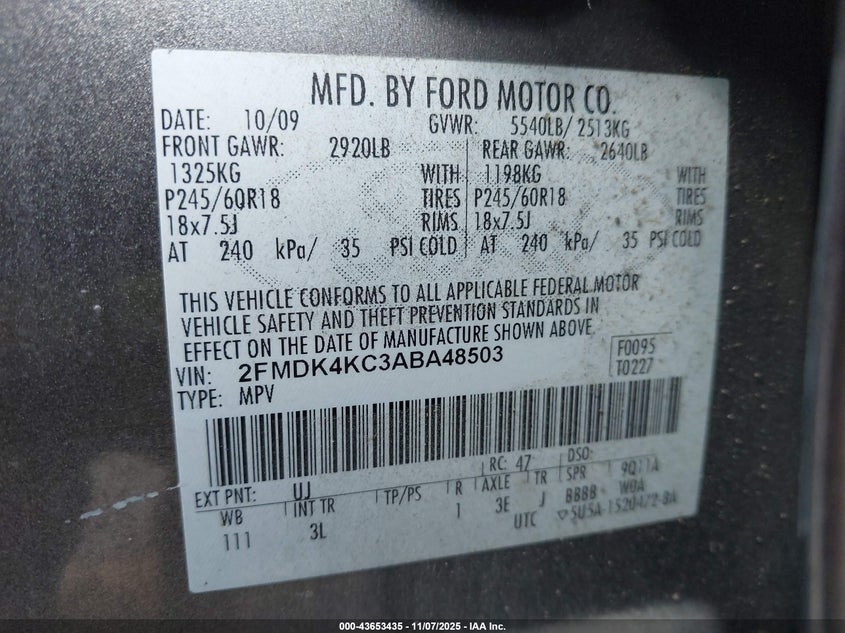 MFD. BY FORD MOTOR CO.
DATE: 10/09 GVWR: 5540LB/ 2513KG
FRONT GAWR: 2920LB REAR GAWR: 2640LB
1325KG WITH 1198KG WITH
P245/60R18 TIRES P245/60R18 TIRES
18x7.5J RIMS 18x7.5J RIMS
AT 240 kPa/ 35 PSI COLD AT 240 kPa/ 35 PSI COLD
THIS VEHICLE CONFORMS TO ALL APPLICABLE FEDERAL MOTOR
VEHICLE SAFETY AND THEFT PREVENTION STANDARDS IN
EFFECT ON THE DATE OF MANUFACTURE SHOWN ABOVE.
VIN: 2FMDK4KC3ABA48503 F0095
TYPE: MPV T0227
EXT PNT: UJ RC: 47 DSO:
WB INT TR TP/PS R AXLE TR SPR 9Q11A
111 3L 1 3E J BBBB W0A
UTC
000-43653435 - 11/07/2025 - IAA Inc.